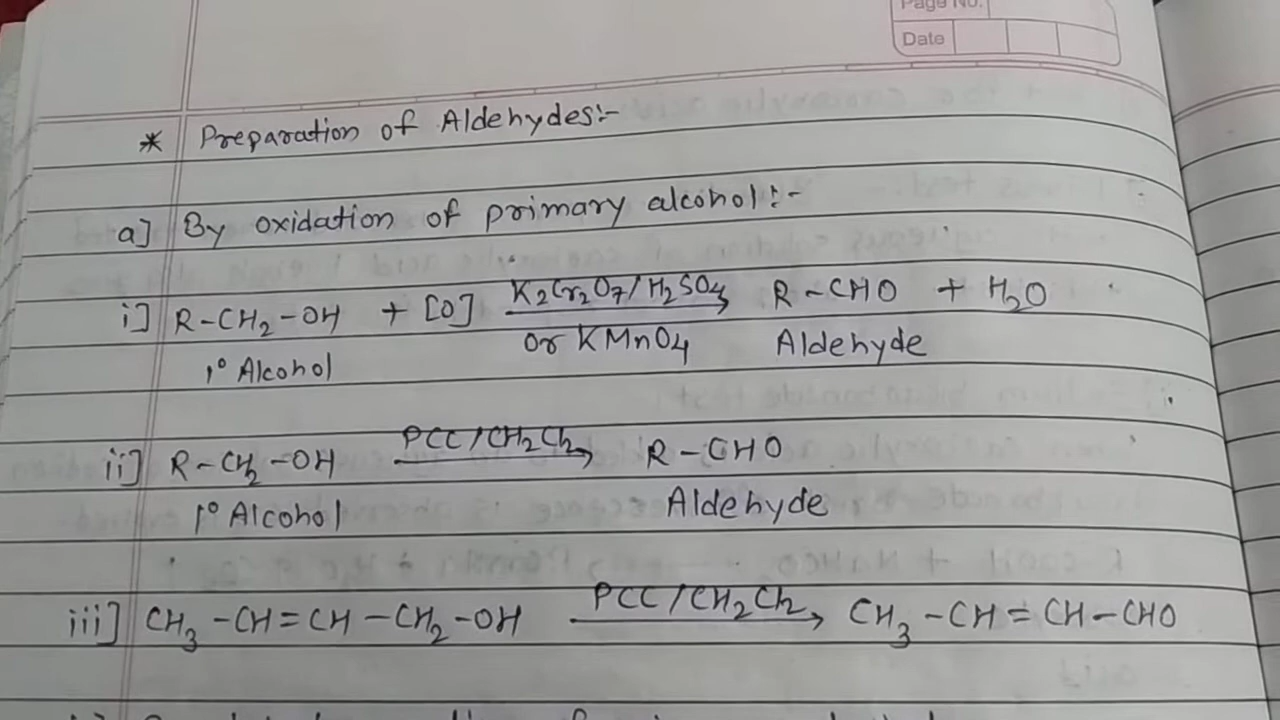 Page No.
Date
* Preparation of Aldehydes:-
a] By oxidation of primary alcohol:-
i] R-CH2-OH + [O] K2Cr2O7/H2SO4 → R-CHO + H2O
Or KMnO4 Aldehyde
1° Alcohol
ii] R-CH2-OH PCC/CH2Cl2 → R-CHO
1° Alcohol Aldehyde
iii] CH3-CH=CH-CH2-OH PCC/CH2Cl2 → CH3-CH=CH-CHO